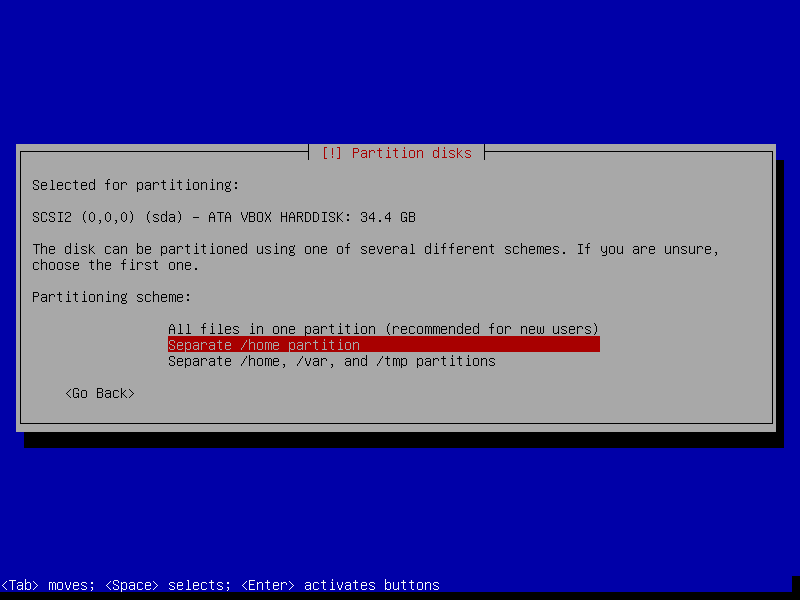 [!] Partition disks
Selected for partitioning:
SCSI2 (0,0,0) (sda) - ATA VBOX HARDDISK: 34.4 GB
The disk can be partitioned using one of several different schemes. If you are unsure,
choose the first one.
Partitioning scheme:
All files in one partition (recommended for new users)
Separate /home partition
Separate /home, /var, and /tmp partitions
<Go Back>
<Tab> moves; <Space> selects; <Enter> activates buttons